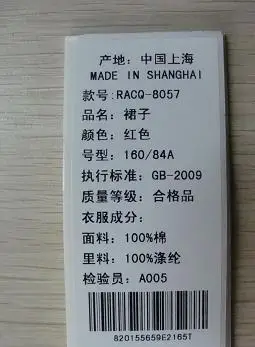 产地：中国上海
MADE IN SHANGHAI
款号:RACQ-8057
品名：裙子
颜色：红色
号型：160/84A
执行标准：GB-2009
质量等级：合格品
衣服成分：
面料：100%棉
里料：100%涤纶
检验员：A005
820155659E2165T